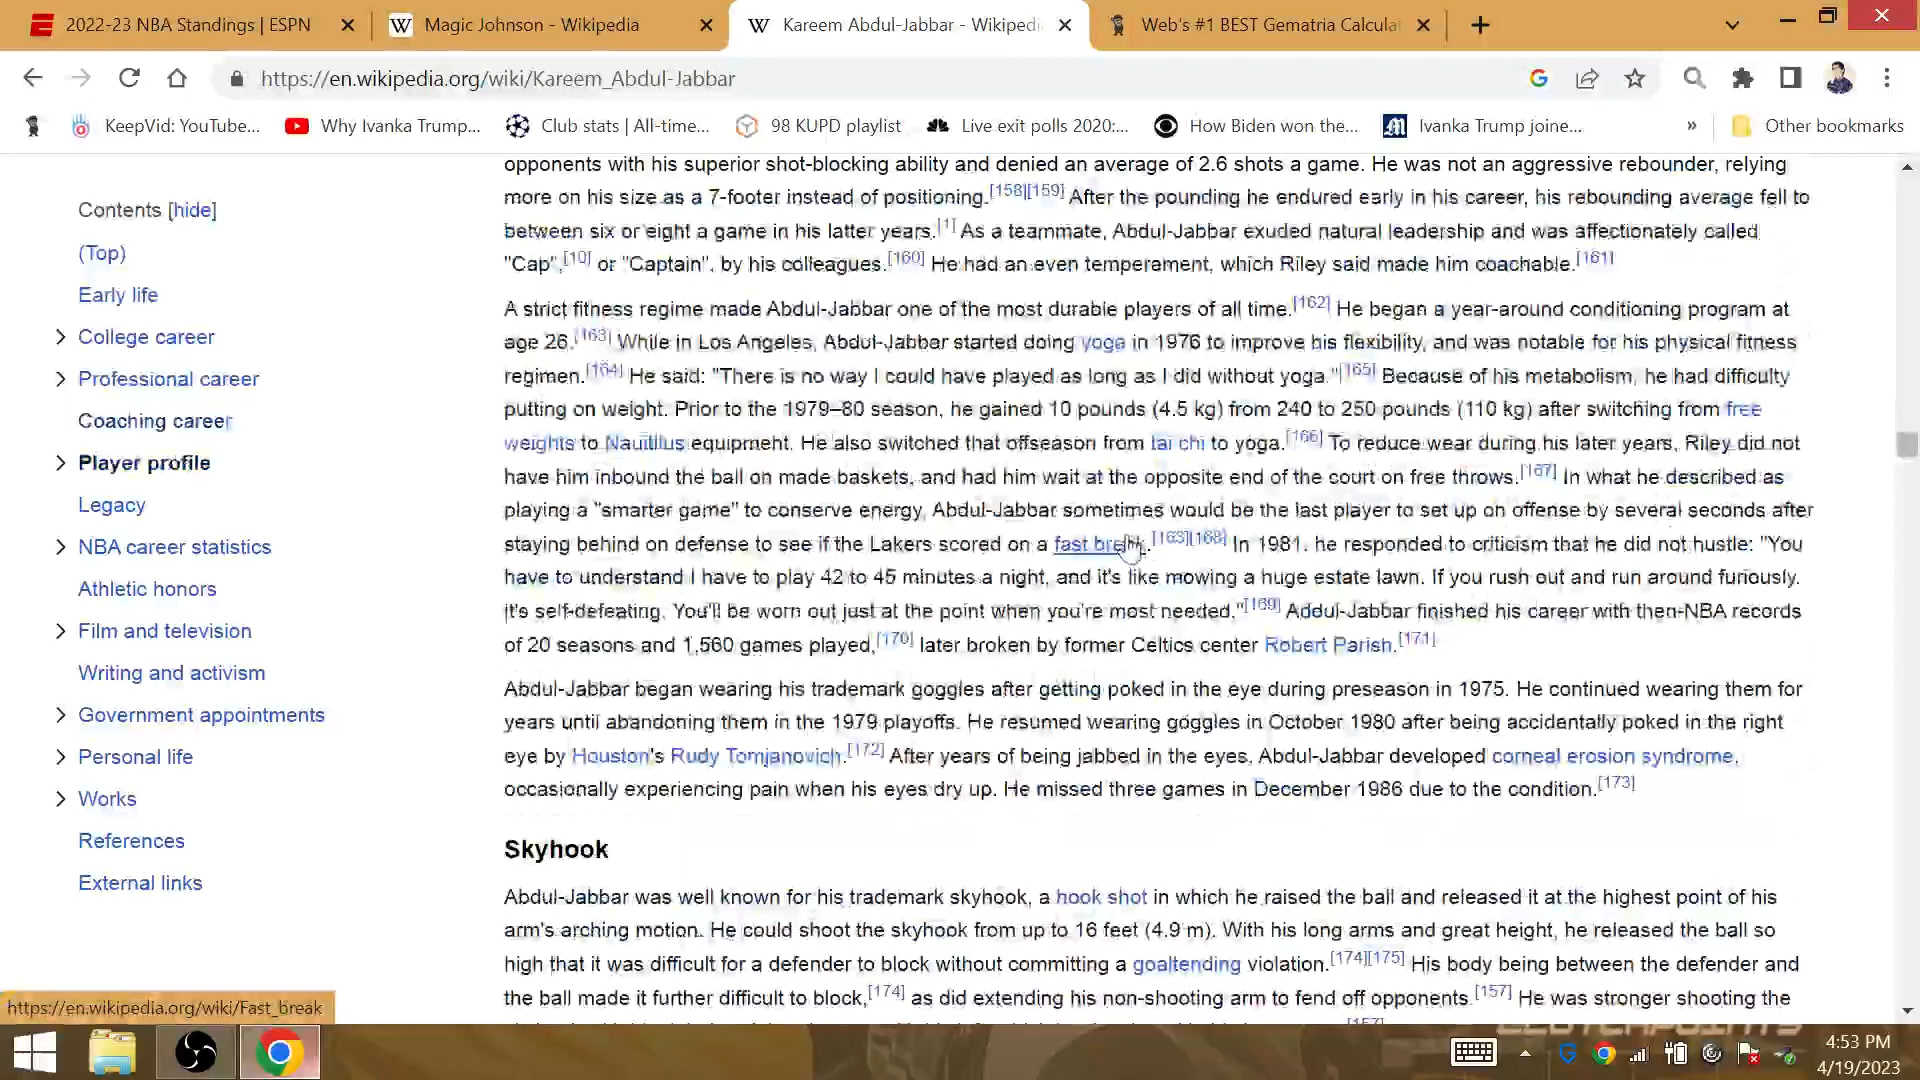 2022-23 NBA Standings | ESPN
Magic Johnson - Wikipedia
Kareem Abdul-Jabbar - Wikipedi
Web's #1 BEST Gematria Calcula
https://en.wikipedia.org/wiki/Kareem_Abdul-Jabbar
KeepVid: YouTube...
Why Ivanka Trump...
Club stats | All-time...
98 KUPD playlist
Live exit polls 2020:...
How Biden won the...
Ivanka Trump joine...
»
Other bookmarks
Contents [hide]
(Top)
Early life
College career
Professional career
Coaching career
Player profile
Legacy
NBA career statistics
Athletic honors
Film and television
Writing and activism
Government appointments
Personal life
Works
References
External links
opponents with his superior shot-blocking ability and denied an average of 2.6 shots a game. He was not an aggressive rebounder, relying
more on his size as a 7-footer instead of positioning.[158][159] After the pounding he endured early in his career, his rebounding average fell to
between six or eight a game in his latter years.[1] As a teammate, Abdul-Jabbar exuded natural leadership and was affectionately called
"Cap",[10] or "Captain", by his colleagues.[160] He had an even temperament, which Riley said made him coachable.[161]
A strict fitness regime made Abdul-Jabbar one of the most durable players of all time.[162] He began a year-around conditioning program at
age 26.[163] While in Los Angeles, Abdul-Jabbar started doing yoga in 1976 to improve his flexibility, and was notable for his physical fitness
regimen.[164] He said: "There is no way I could have played as long as I did without yoga."[165] Because of his metabolism, he had difficulty
putting on weight. Prior to the 1979–80 season, he gained 10 pounds (4.5 kg) from 240 to 250 pounds (110 kg) after switching from free
weights to Nautilus equipment. He also switched that offseason from tai chi to yoga.[166] To reduce wear during his later years, Riley did not
have him inbound the ball on made baskets, and had him wait at the opposite end of the court on free throws.[167] In what he described as
playing a "smarter game" to conserve energy, Abdul-Jabbar sometimes would be the last player to set up on offense by several seconds after
staying behind on defense to see if the Lakers scored on a fast break.[163][168] In 1981, he responded to criticism that he did not hustle: "You
have to understand I have to play 42 to 45 minutes a night, and it's like mowing a huge estate lawn. If you rush out and run around furiously,
it's self-defeating. You'll be worn out just at the point when you're most needed."[169] Abdul-Jabbar finished his career with then-NBA records
of 20 seasons and 1,560 games played,[170] later broken by former Celtics center Robert Parish.[171]
Abdul-Jabbar began wearing his trademark goggles after getting poked in the eye during preseason in 1975. He continued wearing them for
years until abandoning them in the 1979 playoffs. He resumed wearing goggles in October 1980 after being accidentally poked in the right
eye by Houston's Rudy Tomjanovich.[172] After years of being jabbed in the eyes, Abdul-Jabbar developed corneal erosion syndrome,
occasionally experiencing pain when his eyes dry up. He missed three games in December 1986 due to the condition.[173]
Skyhook
Abdul-Jabbar was well known for his trademark skyhook, a hook shot in which he raised the ball and released it at the highest point of his
arm's arching motion. He could shoot the skyhook from up to 16 feet (4.9 m). With his long arms and great height, he released the ball so
high that it was difficult for a defender to block without committing a goaltending violation.[174][175] His body being between the defender and
the ball made it further difficult to block,[174] as did extending his non-shooting arm to fend off opponents.[157] He was stronger shooting the
[157]
https://en.wikipedia.org/wiki/Fast_break
CLUTCHPOINTS
4:53 PM
4/19/2023